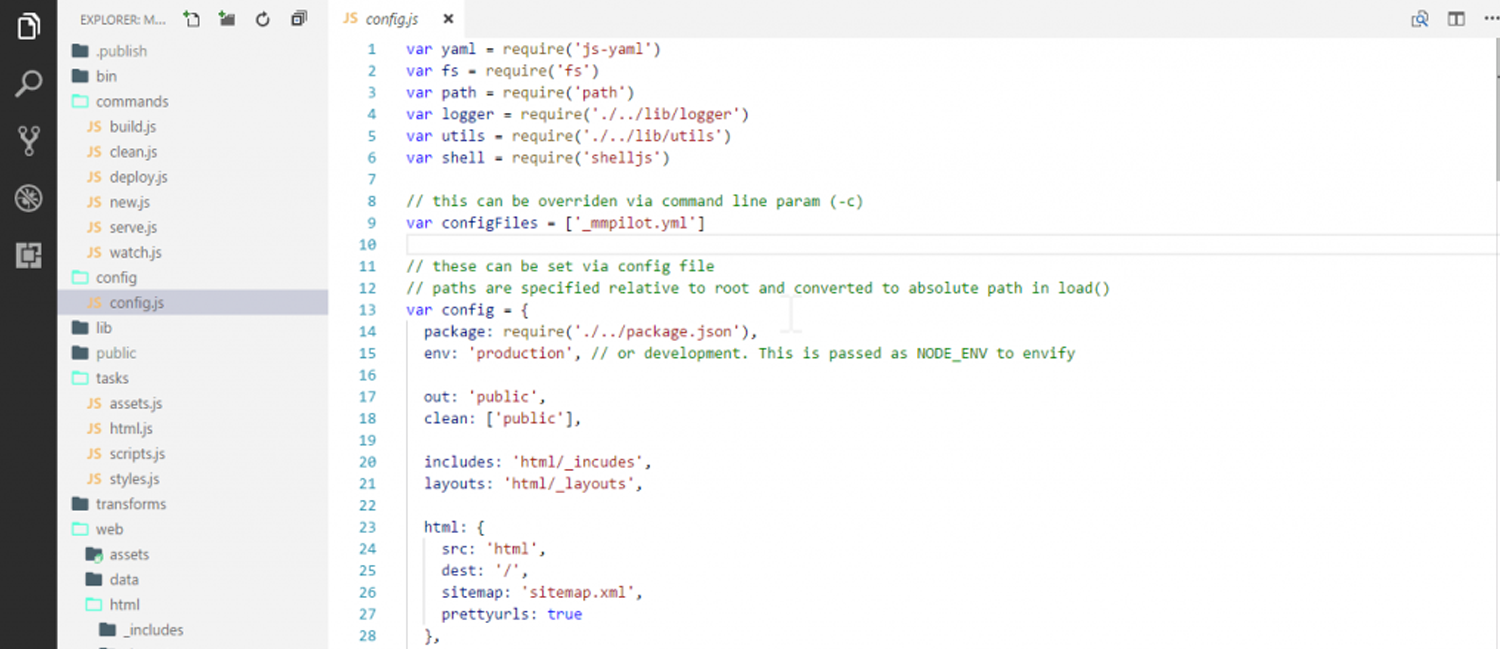 EXPLORER: M...
.publish
bin
commands
JS build.js
JS clean.js
JS deploy.js
JS new.js
JS serve.js
JS watch.js
config
JS config.js
lib
public
tasks
JS assets.js
JS html.js
JS scripts.js
JS styles.js
transforms
web
assets
data
html
_includes
JS config.js
1 var yaml = require('js-yaml')
2 var fs = require('fs')
3 var path = require('path')
4 var logger = require('./../lib/logger')
5 var utils = require('./../lib/utils')
6 var shell = require('shelljs')
7
8 // this can be overriden via command line param (-c)
9 var configFiles = ['_mmpilot.yml']
10
11 // these can be set via config file
12 // paths are specified relative to root and converted to absolute path in load()
13 var config = {
14 package: require('./../package.json'),
15 env: 'production', // or development. This is passed as NODE_ENV to envify
16
17 out: 'public',
18 clean: ['public'],
19
20 includes: 'html/_incudes',
21 layouts: 'html/_layouts',
22
23 html: {
24 src: 'html',
25 dest: '/',
26 sitemap: 'sitemap.xml',
27 prettyurls: true
28 },